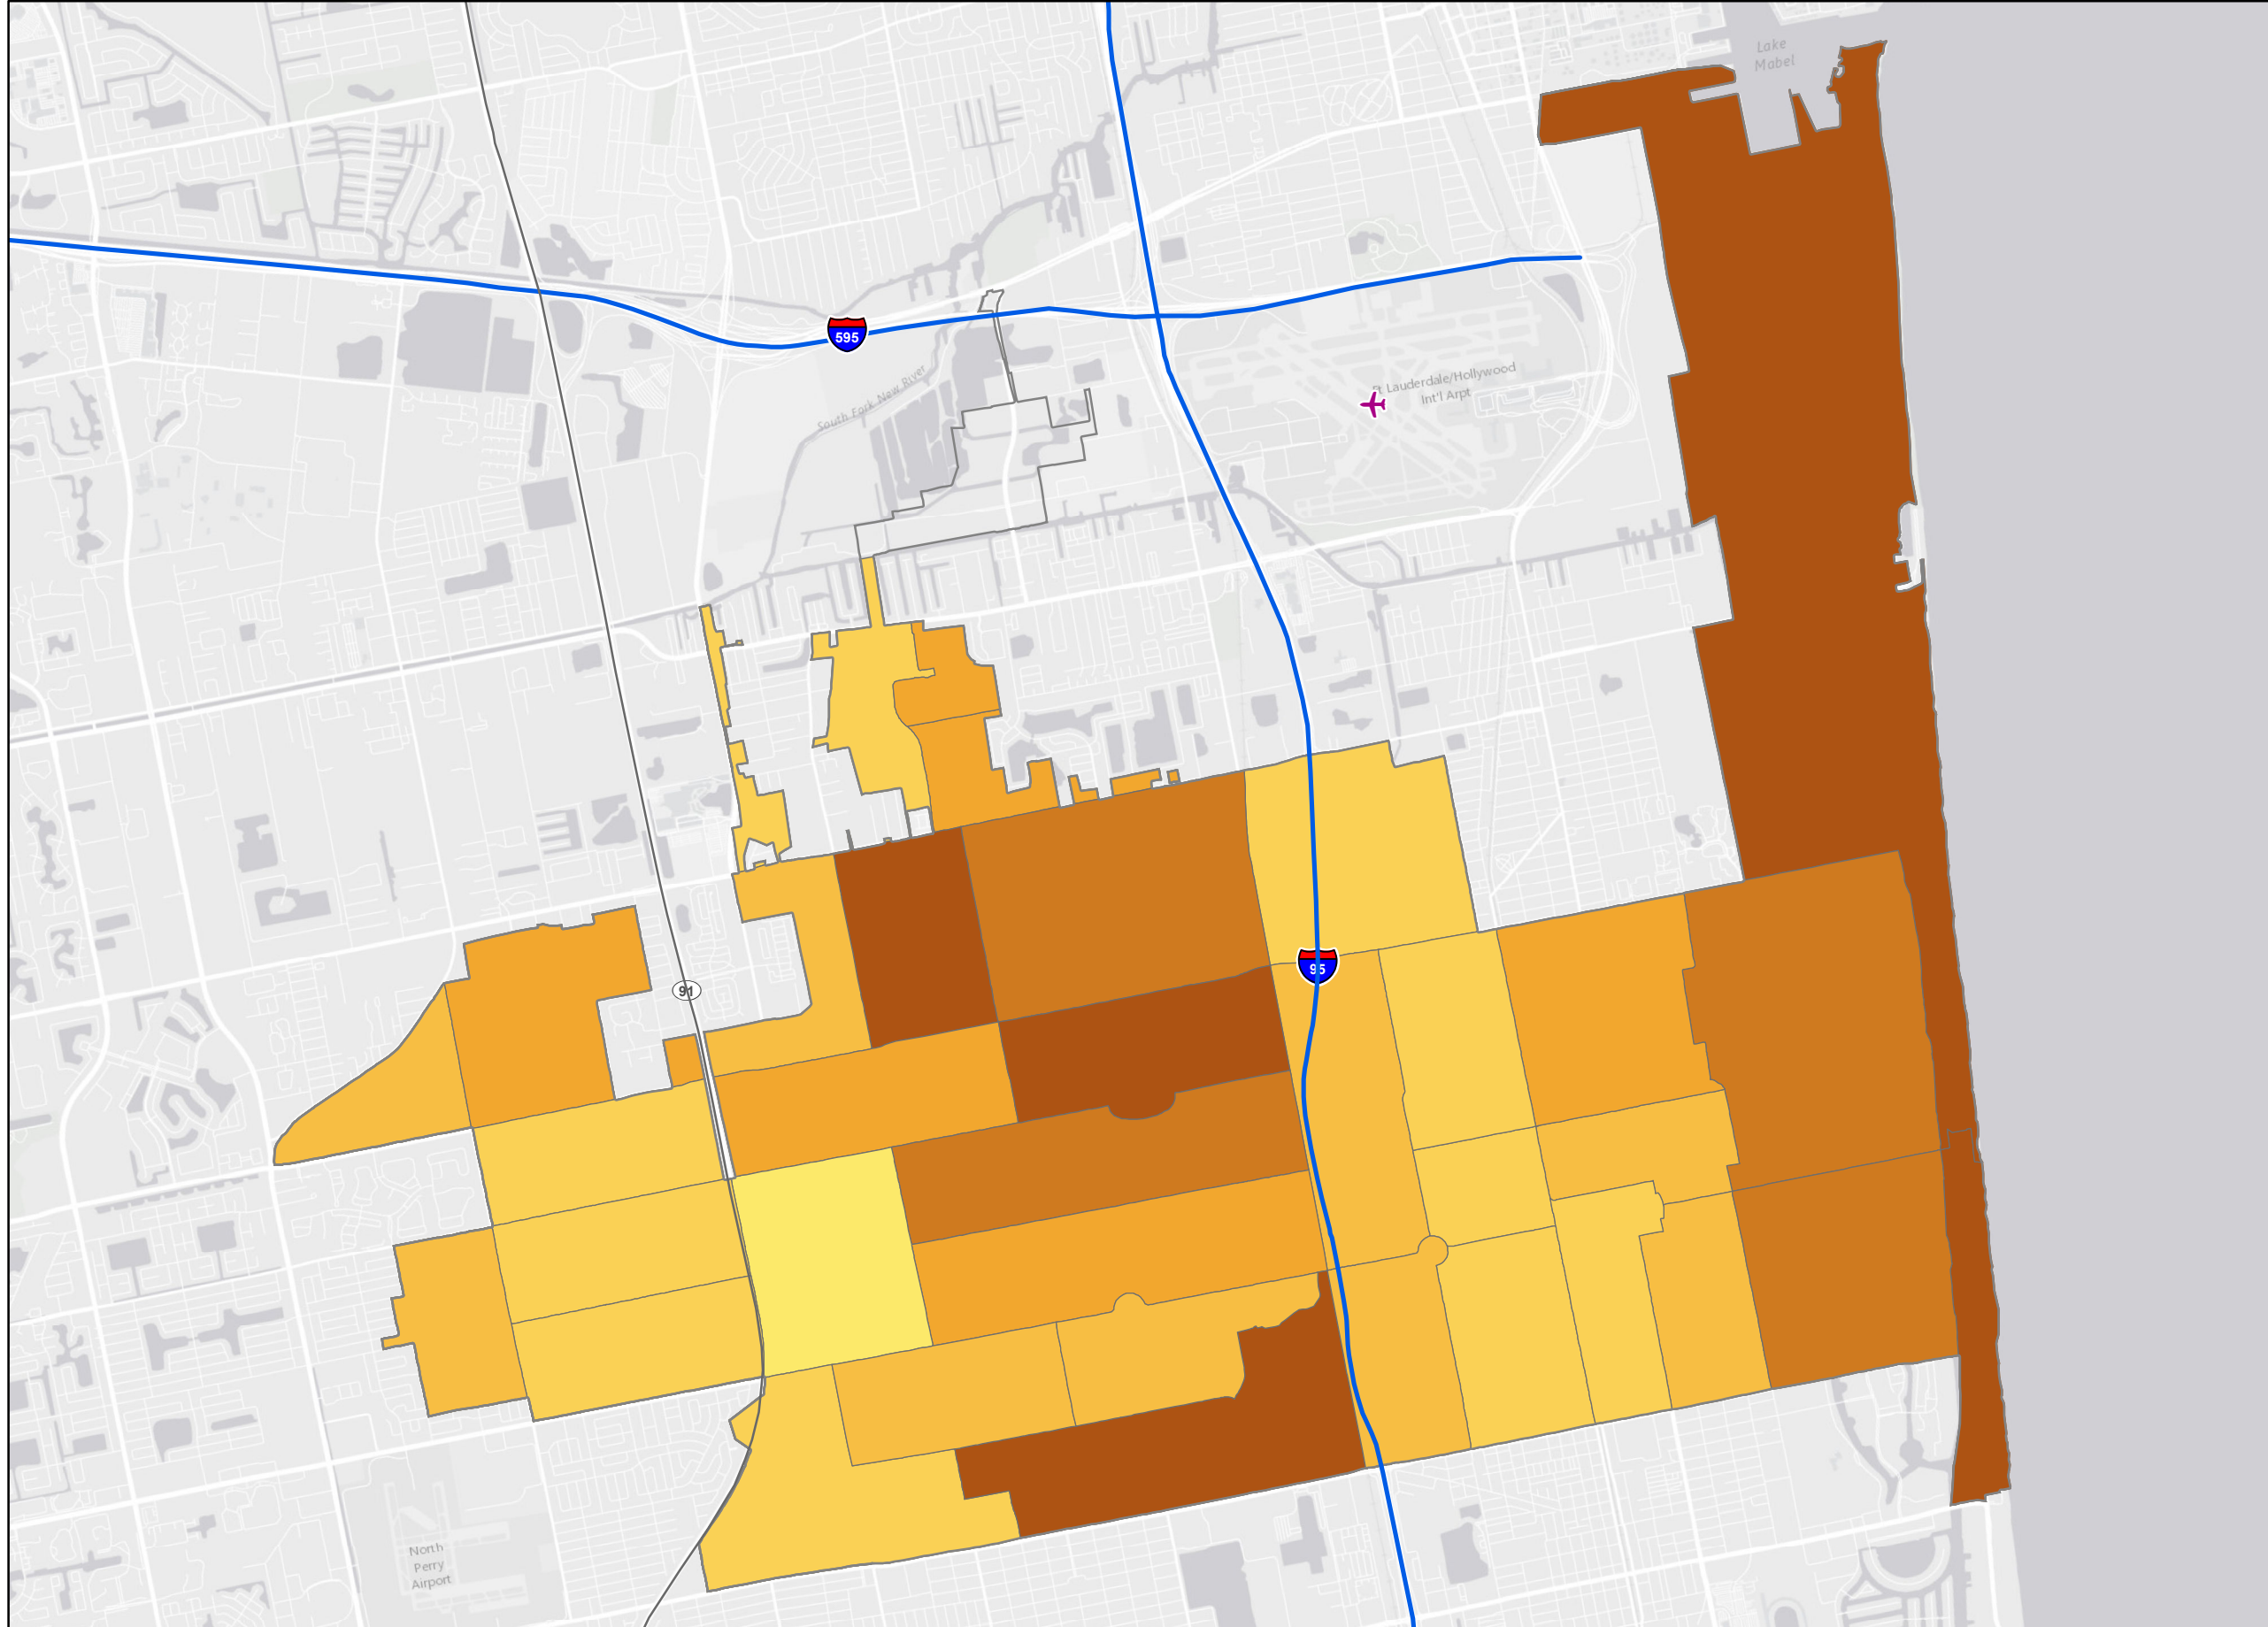 Lake
Mabel
595
South Fork New River
Ft Lauderdale/Hollywood
Int'l Arpt
95
91
North
Perry
Airport